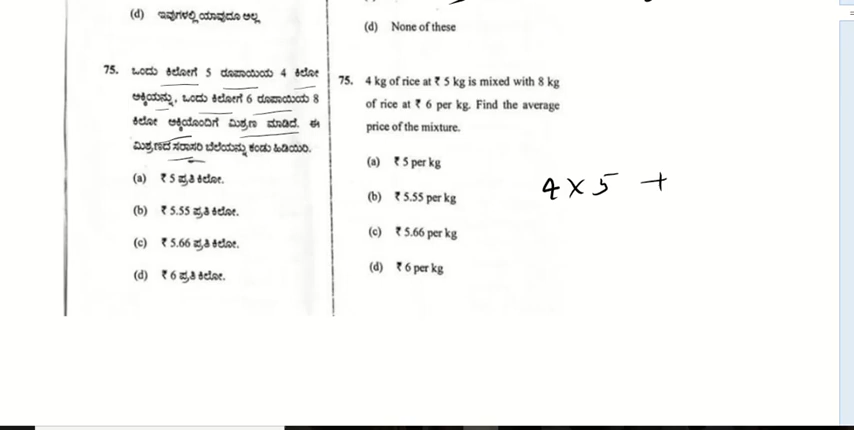 (d) ಇವುಗಳಲ್ಲಿ ಯಾವುದೂ ಅಲ್ಲ
(d) None of these
75. ಒಂದು ಕಿಲೋಗೆ 5 ರೂಪಾಯಿಯ 4 ಕಿಲೋ
ಅಕ್ಕಿಯನ್ನು, ಒಂದು ಕಿಲೋಗೆ 6 ರೂಪಾಯಿಯ 8
ಕಿಲೋ ಅಕ್ಕಿಯೊಂದಿಗೆ ಮಿಶ್ರಣ ಮಾಡಿದೆ. ಈ
ಮಿಶ್ರಣದ ಸರಾಸರಿ ಬೆಲೆಯನ್ನು ಕಂಡು ಹಿಡಿಯಿರಿ.
(a) ₹ 5 ಪ್ರತಿ ಕಿಲೋ.
(b) ₹ 5.55 ಪ್ರತಿ ಕಿಲೋ.
(c) ₹ 5.66 ಪ್ರತಿ ಕಿಲೋ.
(d) ₹ 6 ಪ್ರತಿ ಕಿಲೋ.
75. 4 kg of rice at ₹ 5 kg is mixed with 8 kg
of rice at ₹ 6 per kg. Find the average
price of the mixture.
(a) ₹ 5 per kg
(b) ₹ 5.55 per kg
(c) ₹ 5.66 per kg
(d) ₹ 6 per kg
4 × 5 +